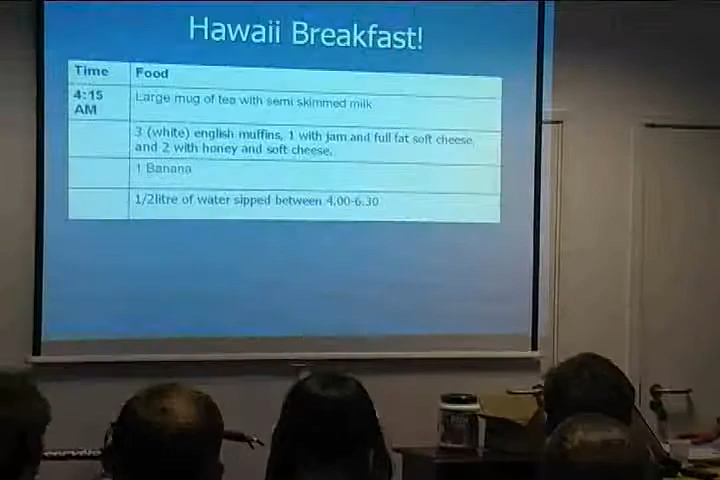 Hawaii Breakfast!
Time Food
4:15 AM Large mug of tea with semi skimmed milk
3 (white) english muffins, 1 with jam and full fat soft cheese
and 2 with honey and soft cheese.
1 Banana
1/2litre of water sipped between 4.00-6.30